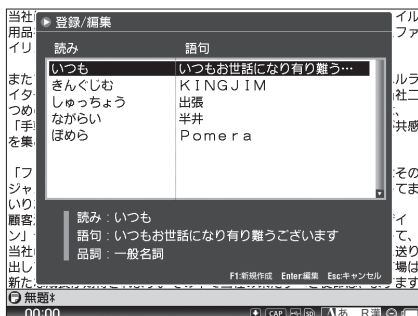 当社
用品
イリ
また
イタ
つめ
「手
を集
「フ
ジャ
いり
顧客
ン」
当社
出し
登録/編集
読み 語句
いつも いつもお世話になり有り難う…
きんぐじむ KINGJIM
しゅっちょう 出張
ながらい 半井
ぽめら Pomera
読み:いつも
語句:いつもお世話になり有り難うございます
品詞:一般名詞
F1:新規作成 Enter:編集 Esc:キャンセル
イル
ファ
ルラ
社ニ
共感
その
てま
イ
て、
送り
場は
ます
無題*
00:00 CAP あ R漢